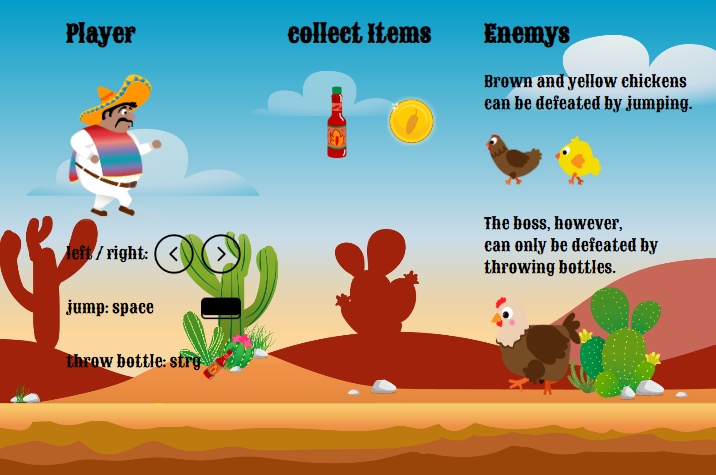 Player
left / right:
jump: space
throw bottle: strg
collect Items
Enemys
Brown and yellow chickens
can be defeated by jumping.
The boss, however,
can only be defeated by
throwing bottles.